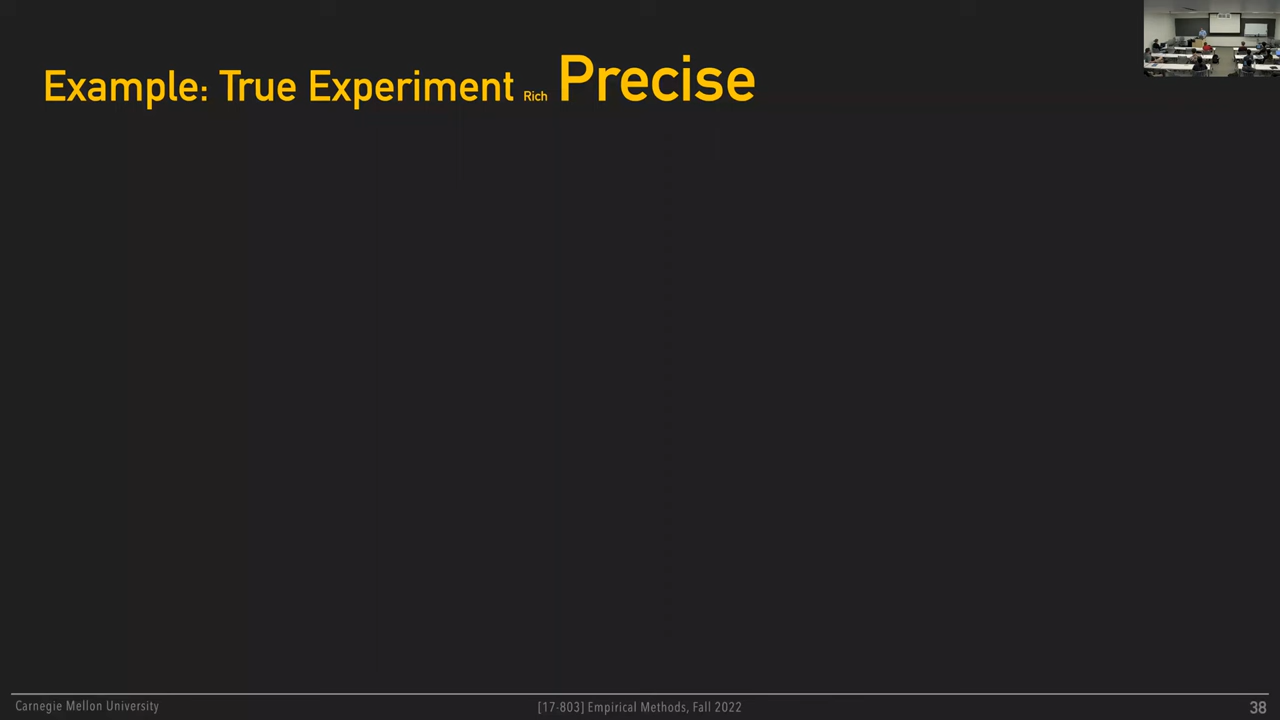 Example: True Experiment Rich Precise
Carnegie Mellon University
[17-803] Empirical Methods, Fall 2022
38